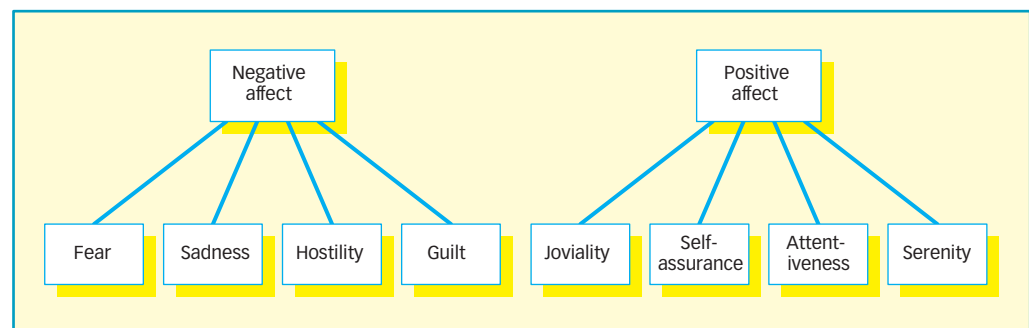 Negative
affect
Positive
affect
Fear
Sadness
Hostility
Guilt
Joviality
Self-
assurance
Attent-
iveness
Serenity